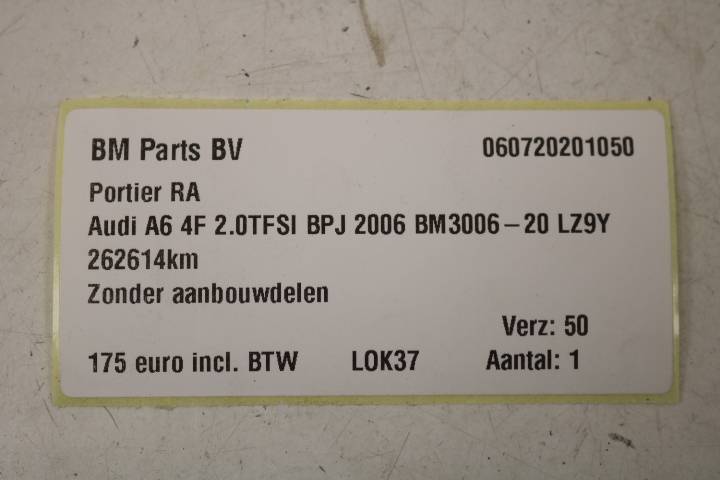 BM Parts BV 060720201050
Portier RA
Audi A6 4F 2.0TFSI BPJ 2006 BM3006-20 LZ9Y
262614km
Zonder aanbouwdelen
Verz: 50
175 euro incl. BTW LOK37 Aantal: 1